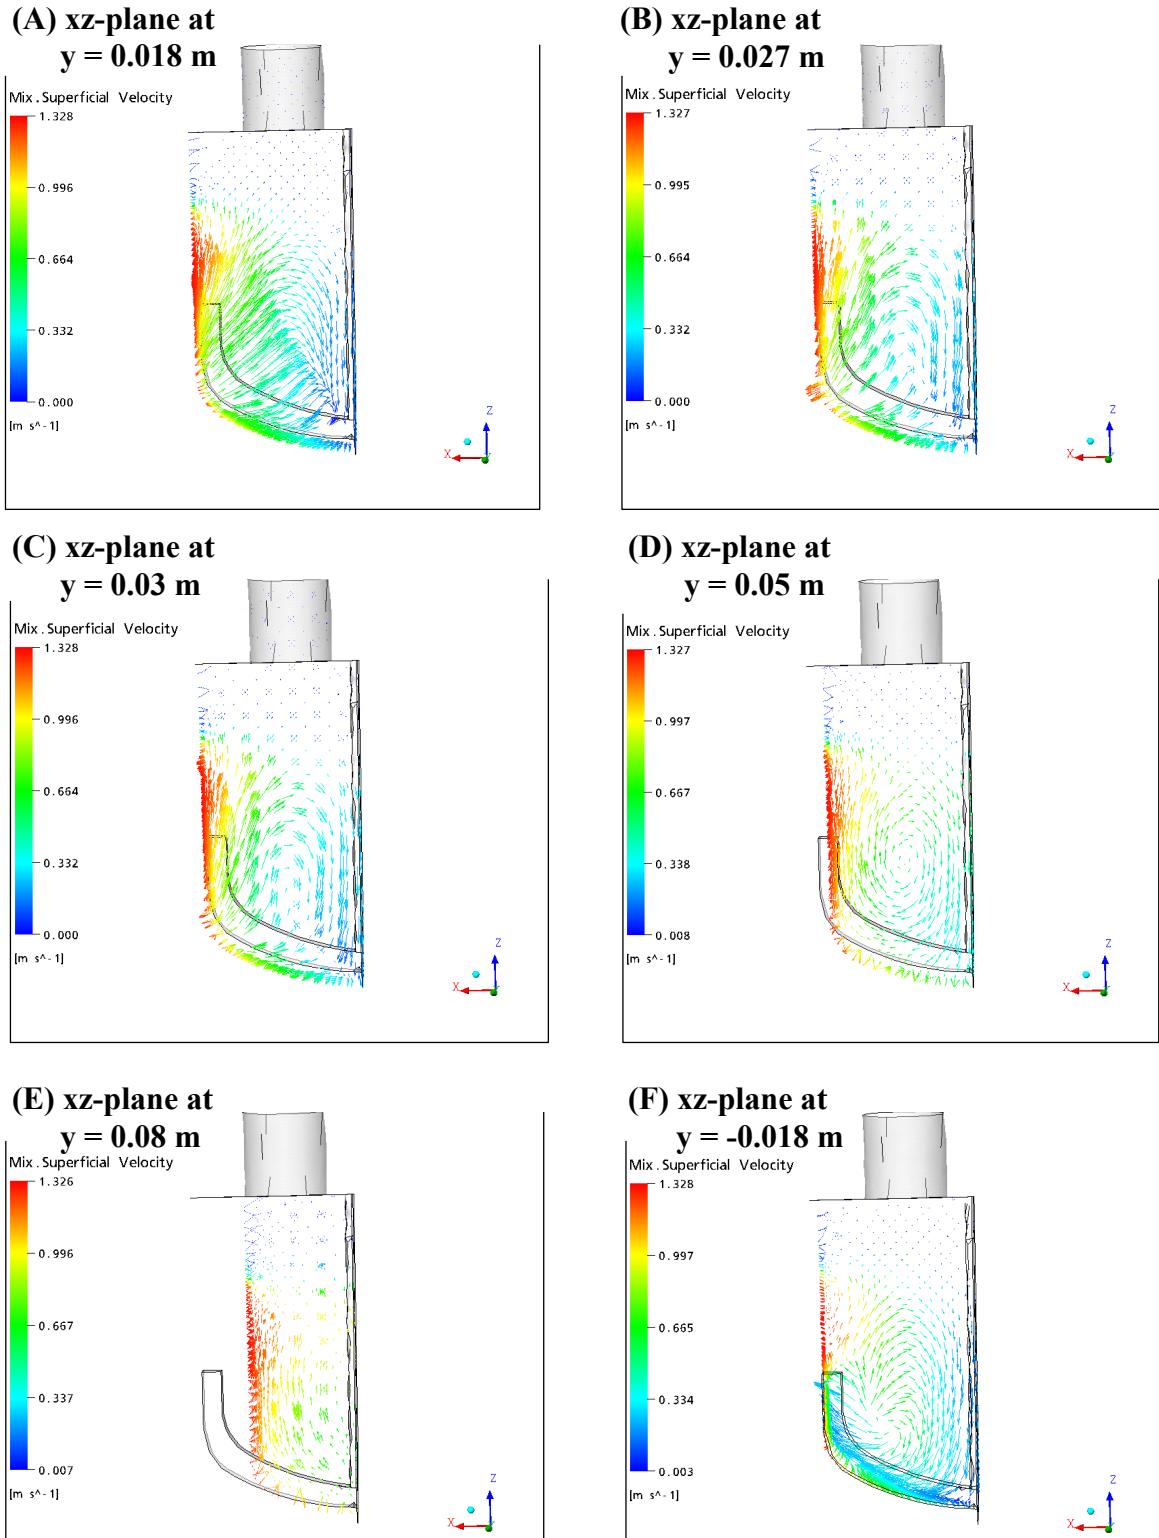 (A) xz-plane at
y = 0.018 m
Mix.Superficial Velocity
1.328
0.996
0.664
0.332
0.000
[m s^-1]
Z
X
(B) xz-plane at
y = 0.027 m
Mix.Superficial Velocity
1.327
0.995
0.664
0.332
0.000
[m s^-1]
Z
X
(C) xz-plane at
y = 0.03 m
Mix.Superficial Velocity
1.328
0.996
0.664
0.332
0.000
[m s^-1]
Z
X
(D) xz-plane at
y = 0.05 m
Mix.Superficial Velocity
1.327
0.997
0.667
0.338
0.008
[m s^-1]
Z
X
(E) xz-plane at
y = 0.08 m
Mix.Superficial Velocity
1.326
0.996
0.667
0.337
0.007
[m s^-1]
Z
X
(F) xz-plane at
y = -0.018 m
Mix.Superficial Velocity
1.328
0.997
0.665
0.334
0.003
[m s^-1]
Z
X